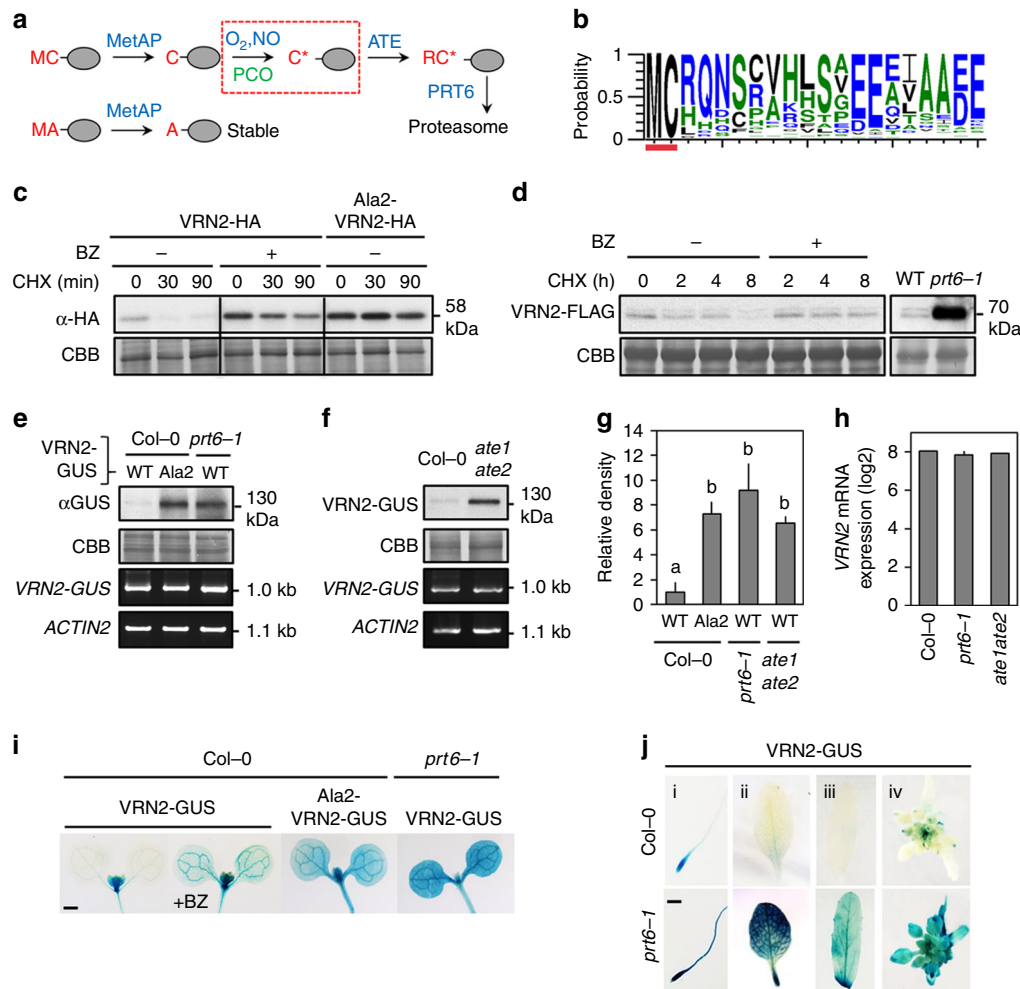 a
MC MetAP C O2,NO PCO C* ATE RC*
PRT6
Proteasome
MA MetAP A Stable
b
Probability
1
0.5
0
MC
c
VRN2-HA
Ala2-
VRN2-HA
BZ – + –
CHX (min) 0 30 90 0 30 90 0 30 90
α-HA
58
kDa
CBB
d
BZ – +
CHX (h) 0 2 4 8 2 4 8 WT prt6–1
VRN2-FLAG
70
kDa
CBB
e
VRN2-
GUS
Col–0 prt6–1
WT Ala2 WT
αGUS
130
kDa
CBB
VRN2-GUS 1.0 kb
ACTIN2 1.1 kb
f
Col–0 ate1
ate2
VRN2-GUS
130
kDa
CBB
VRN2-GUS 1.0 kb
ACTIN2 1.1 kb
g
Relative density
14
12
10
8
6
4
2
0
a b b b
WT Ala2 WT WT
Col–0 prt6–1 ate1
ate2
h
VRN2 mRNA
expression (log2)
8
6
4
2
0
Col–0 prt6–1 ate1ate2
i
Col–0 prt6–1
VRN2-GUS
Ala2-
VRN2-GUS
VRN2-GUS
+BZ
j
VRN2-GUS
Col–0
i ii iii iv
prt6–1